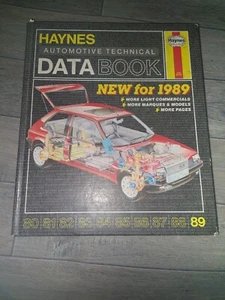 HAYNES
Haynes
AUTOMOTIVE TECHNICAL
DATA BOOK
NEW for 1989
MORE LIGHT COMMERCIALS
MORE MARQUES & MODELS
MORE PAGES
80 81 82 83 84 85 86 87 88 89